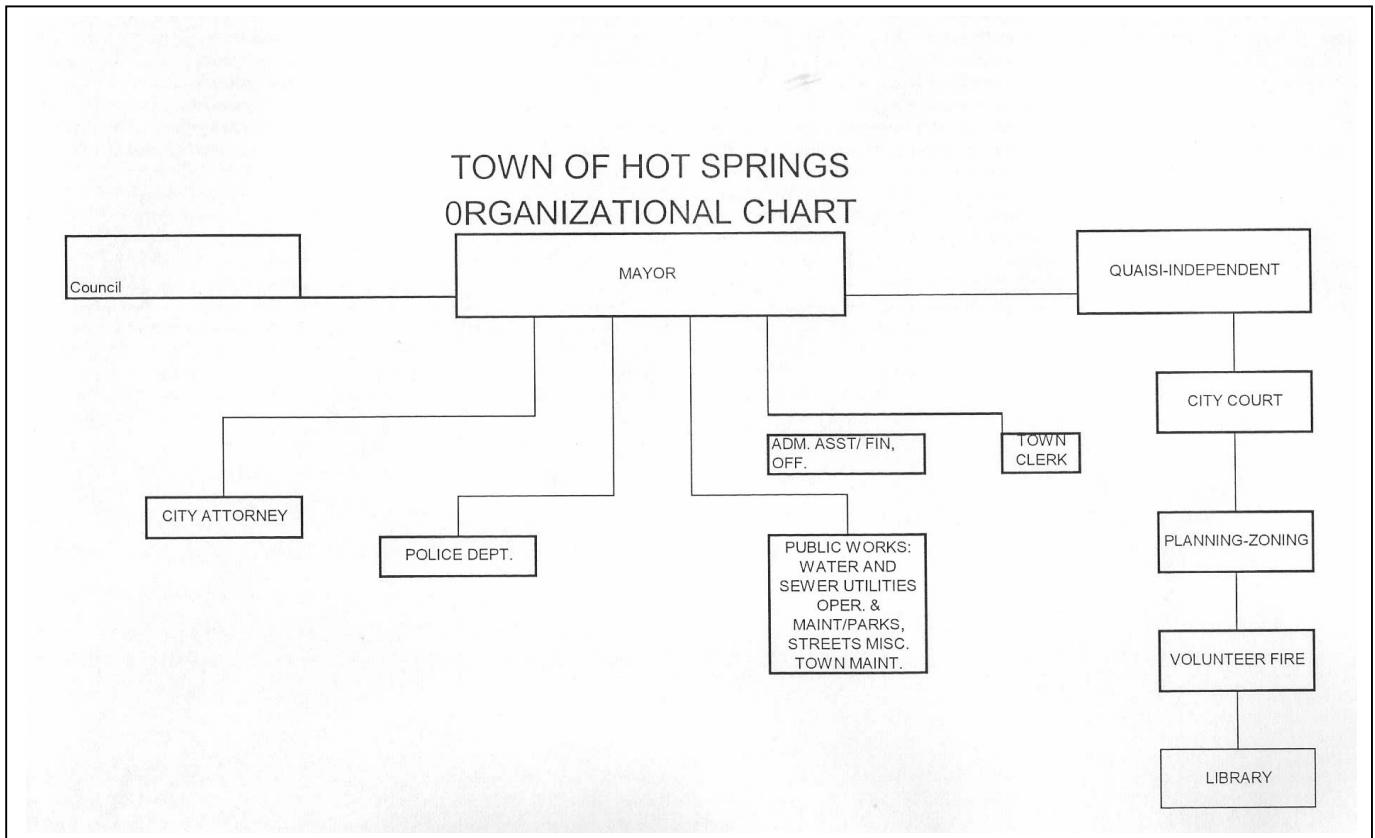 TOWN OF HOT SPRINGS
0RGANIZATIONAL CHART
Council
MAYOR
QUAISI-INDEPENDENT
CITY COURT
ADM. ASST/ FIN,
OFF.
TOWN
CLERK
CITY ATTORNEY
POLICE DEPT.
PUBLIC WORKS:
WATER AND
SEWER UTILITIES
OPER. &
MAINT/PARKS,
STREETS MISC.
TOWN MAINT.
PLANNING-ZONING
VOLUNTEER FIRE
LIBRARY